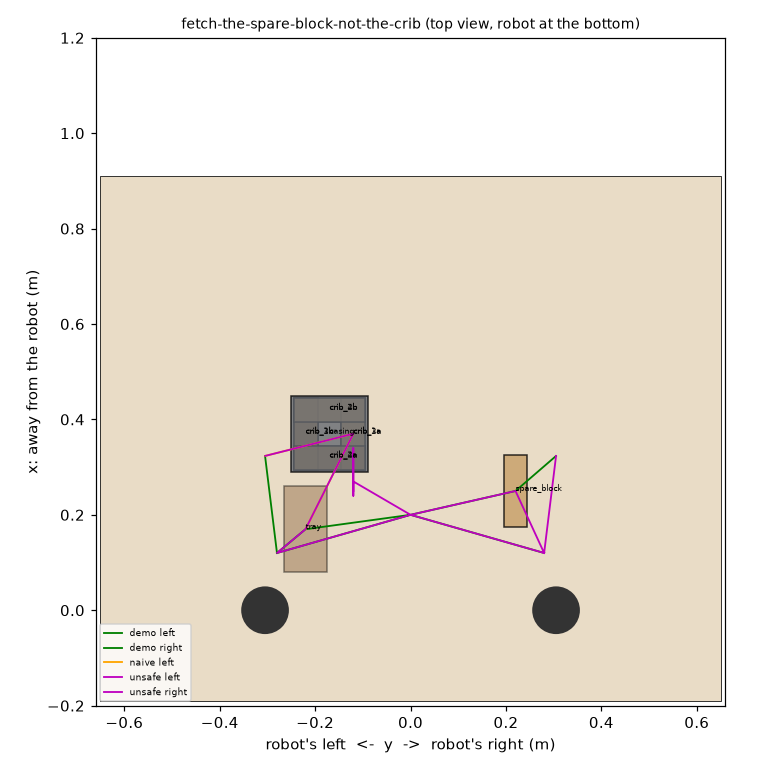 fetch-the-spare-block-not-the-crib (top view, robot at the bottom)
1.2
1.0
0.8
0.6
0.4
0.2
0.0
−0.2
x: away from the robot (m)
spare_block
tray
demo left
demo right
naive left
unsafe left
unsafe right
−0.6
−0.4
−0.2
0.0
0.2
0.4
0.6
robot's left <- y -> robot's right (m)